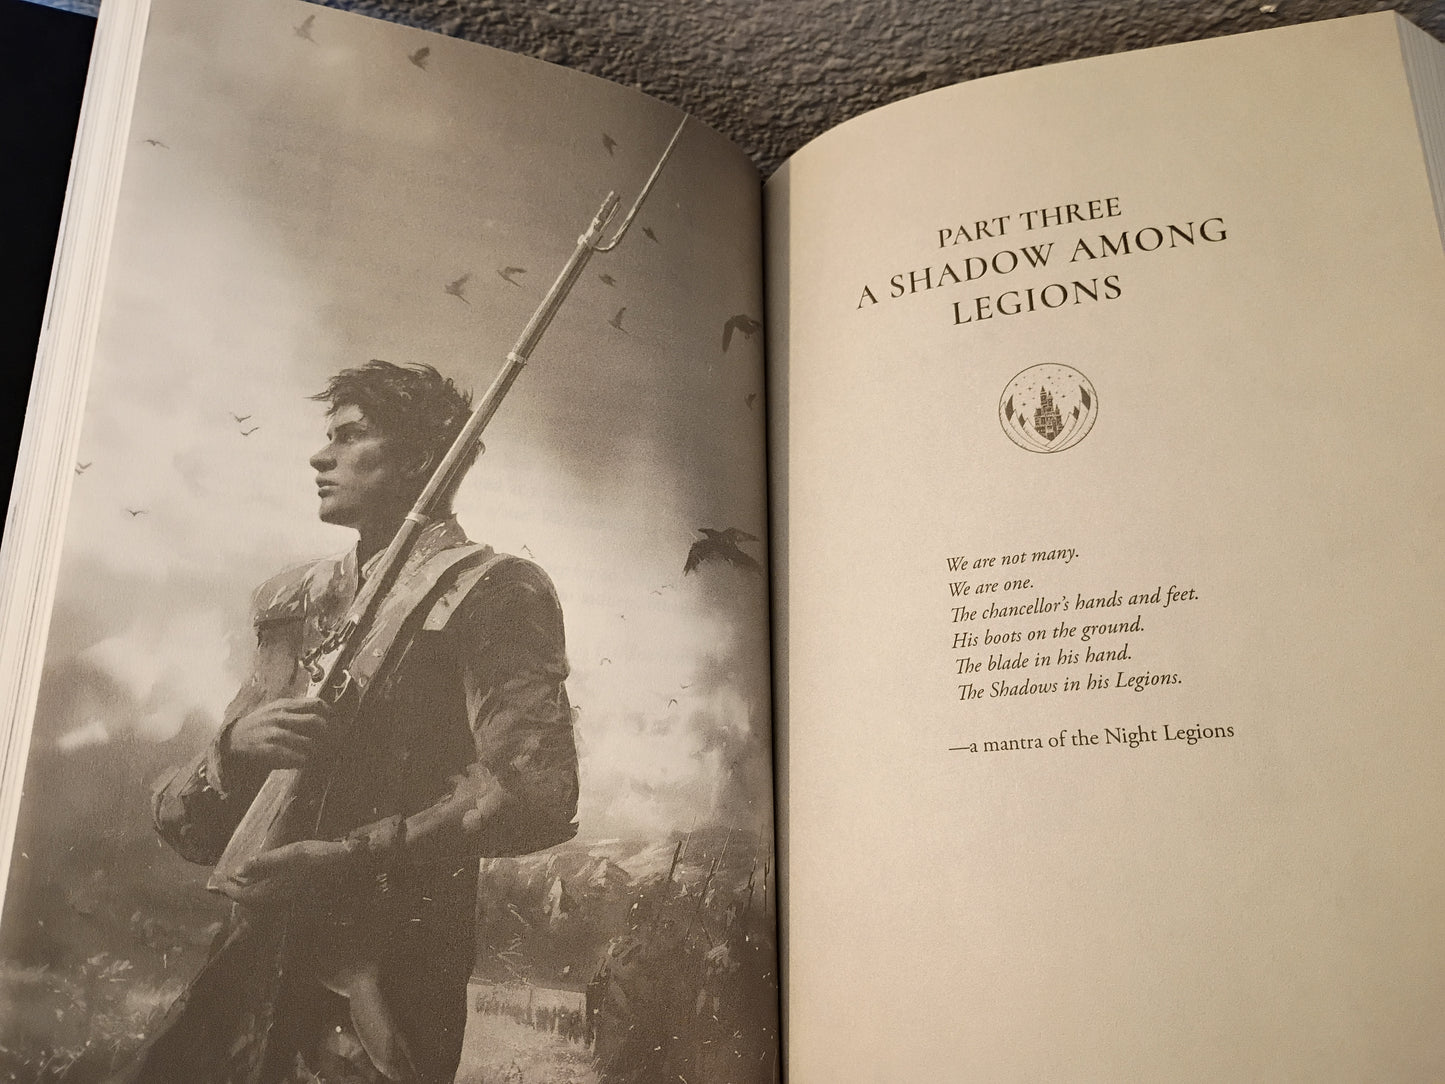 PART THREE
A SHADOW AMONG
LEGIONS
We are not many.
We are one.
The chancellor's hands and feet.
His boots on the ground.
The blade in his hand.
The Shadows in his Legions.
—a mantra of the Night Legions